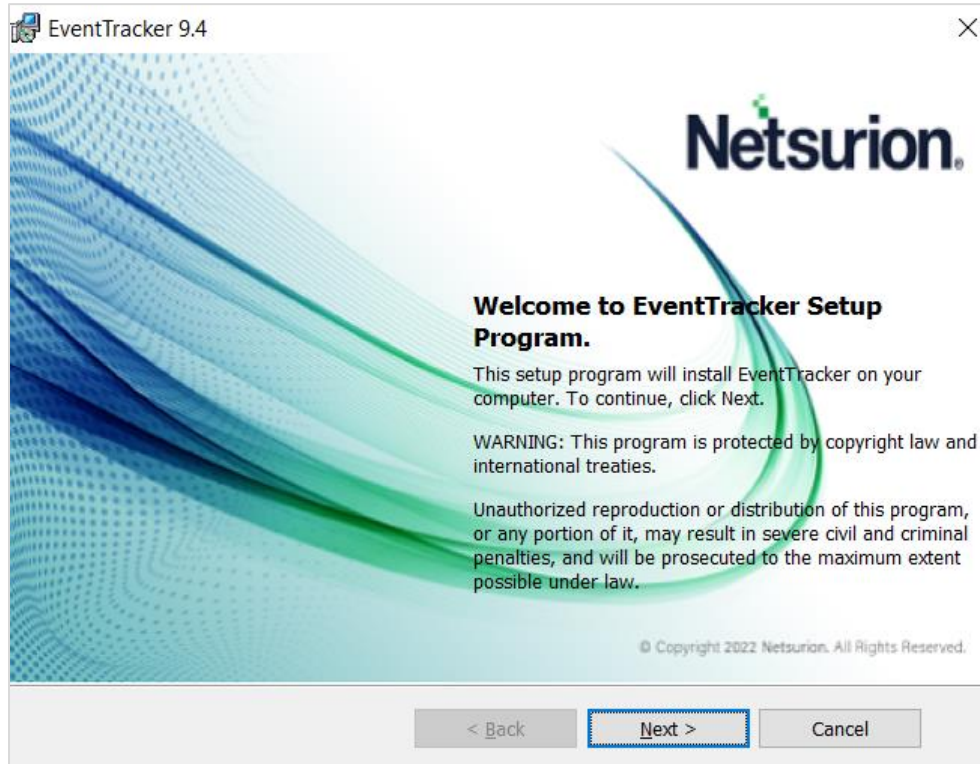 EventTracker 9.4
Netsurion®
Welcome to EventTracker Setup
Program.
This setup program will install EventTracker on your
computer. To continue, click Next.
WARNING: This program is protected by copyright law and
international treaties.
Unauthorized reproduction or distribution of this program,
or any portion of it, may result in severe civil and criminal
penalties, and will be prosecuted to the maximum extent
possible under law.
© Copyright 2022 Netsurion. All Rights Reserved.
< Back
Next >
Cancel